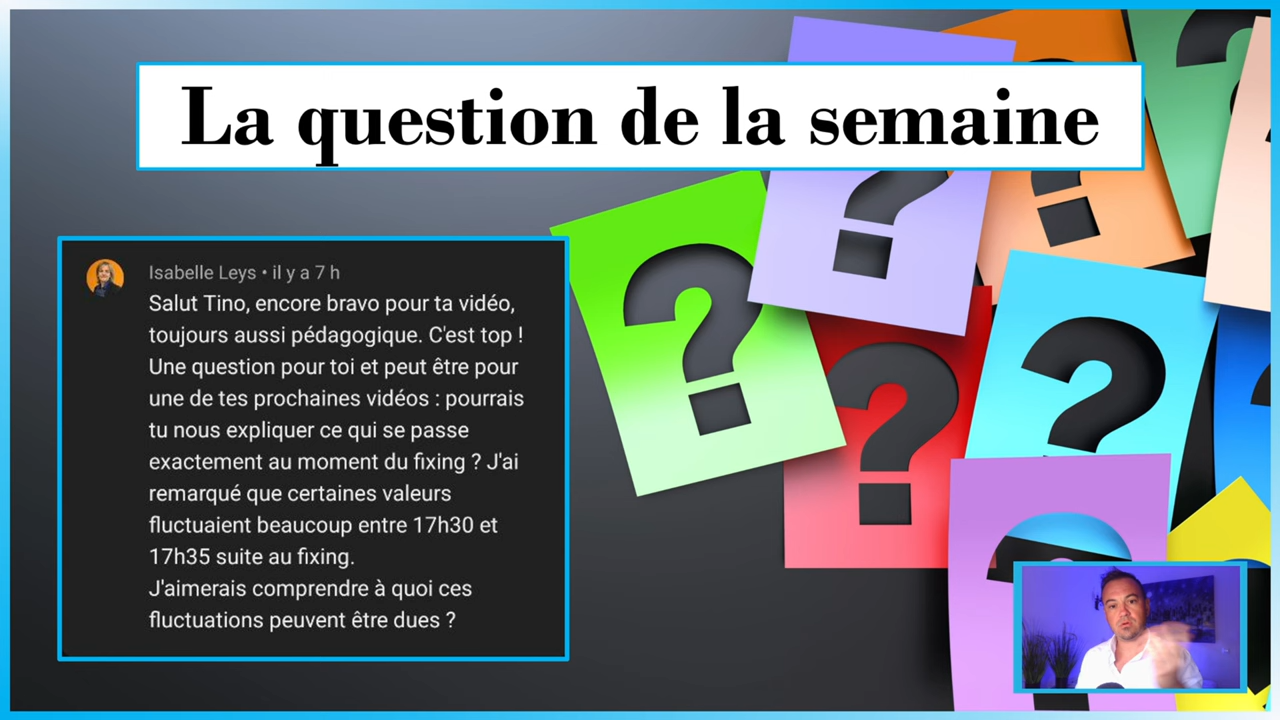 La question de la semaine
Isabelle Leys • il y a 7 h
Salut Tino, encore bravo pour ta vidéo,
toujours aussi pédagogique. C'est top !
Une question pour toi et peut être pour
une de tes prochaines vidéos : pourrais
tu nous expliquer ce qui se passe
exactement au moment du fixing ? J'ai
remarqué que certaines valeurs
fluctuaient beaucoup entre 17h30 et
17h35 suite au fixing.
J'aimerais comprendre à quoi ces
fluctuations peuvent être dues ?